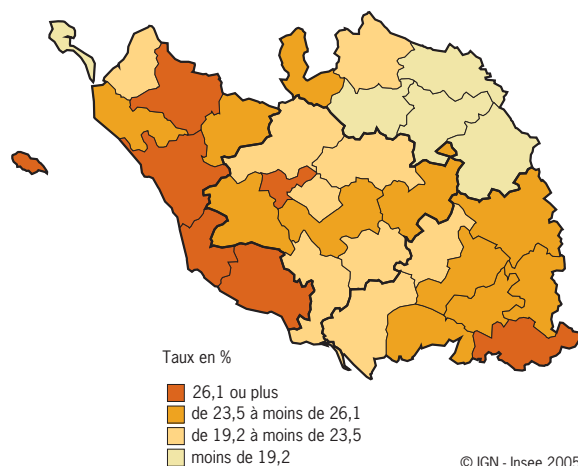 Taux en %
26,1 ou plus
de 23,5 à moins de 26,1
de 19,2 à moins de 23,5
moins de 19,2
© IGN - Insee 2005